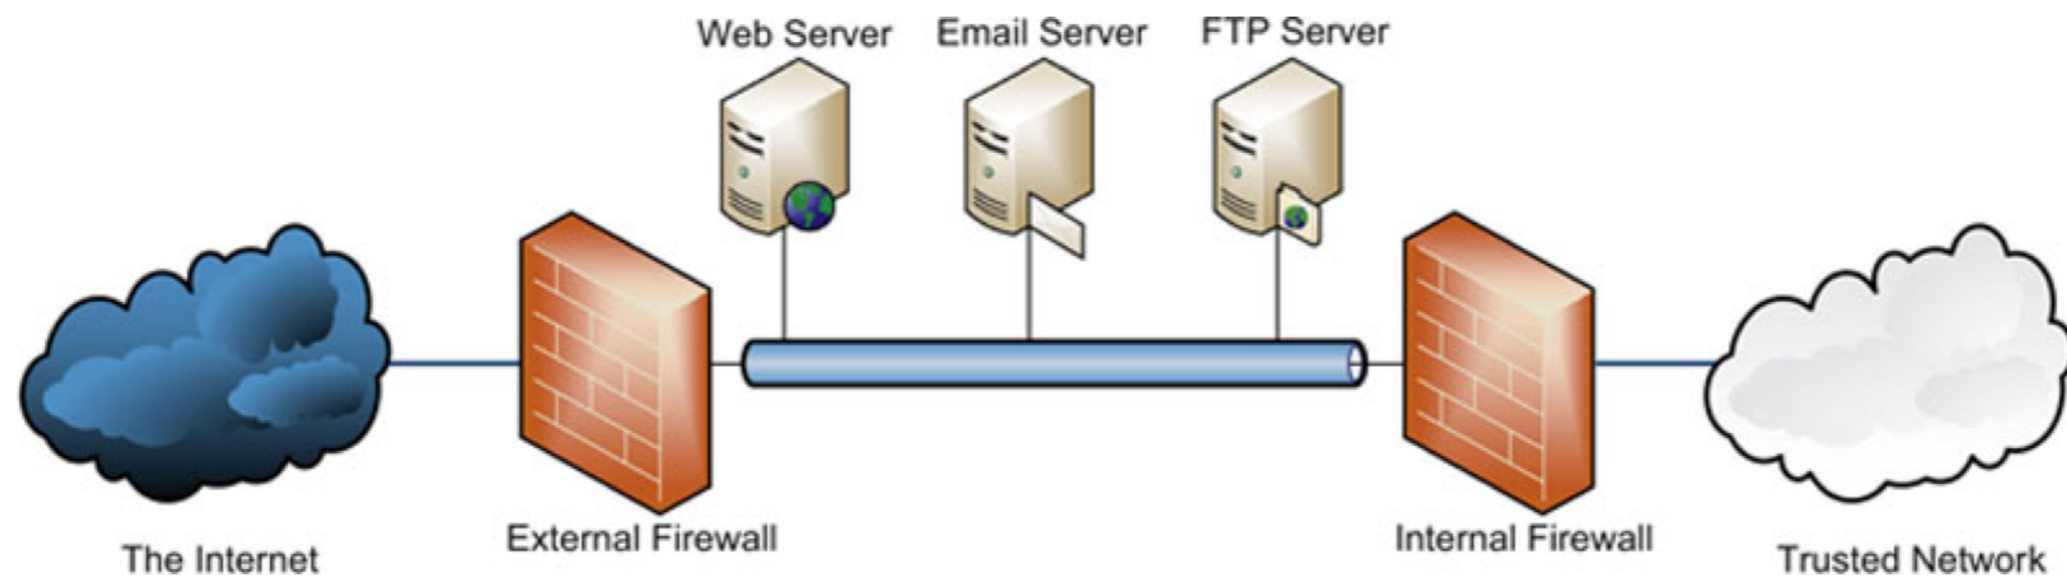 Web Server
Email Server
FTP Server
External Firewall
Internal Firewall
The Internet
Trusted Network